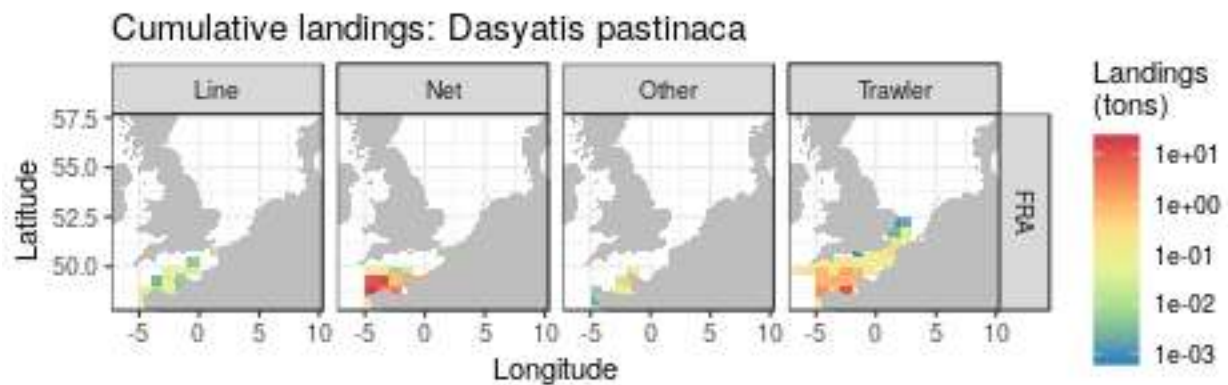 Cumulative landings: Dasyatis pastinaca
Line
Net
Other
Trawler
FRA
Latitude
57.5
55.0
52.5
50.0
-5 0 5 10
-5 0 5 10
-5 0 5 10
-5 0 5 10
Longitude
Landings
(tons)
1e+01
1e+00
1e-01
1e-02
1e-03